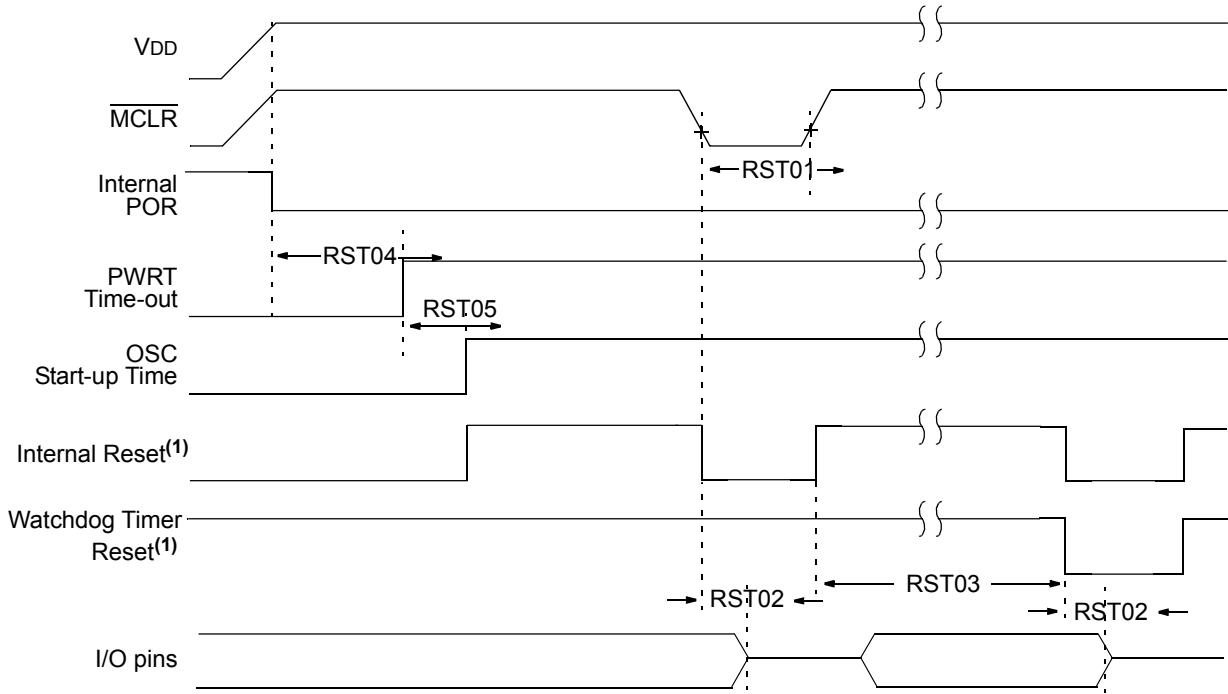 VDD
MCLR
RST01
Internal
POR
RST04
PWRT
Time-out
RST05
OSC
Start-up Time
Internal Reset(1)
Watchdog Timer
Reset(1)
RST03
RST02
RST02
I/O pins